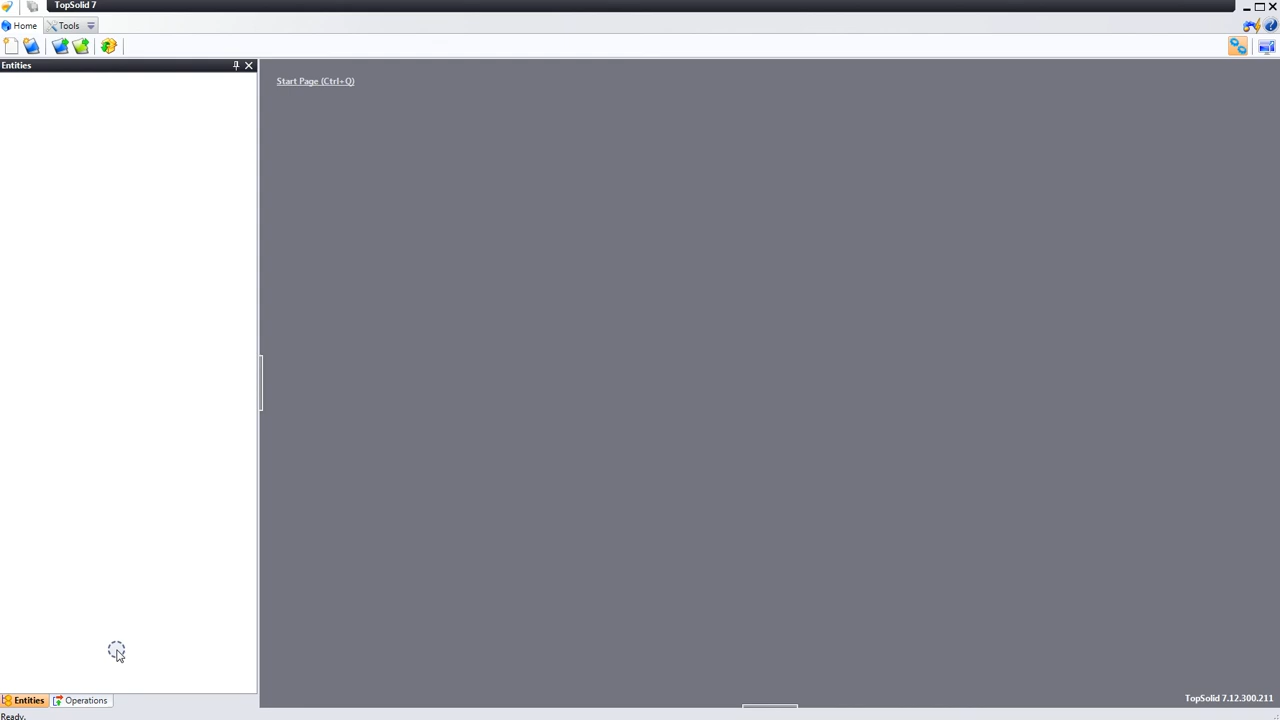 TopSolid 7
Home Tools
Entities
Start Page (Ctrl+Q)
TopSolid 7.12.300.211
Entities Operations
Ready.